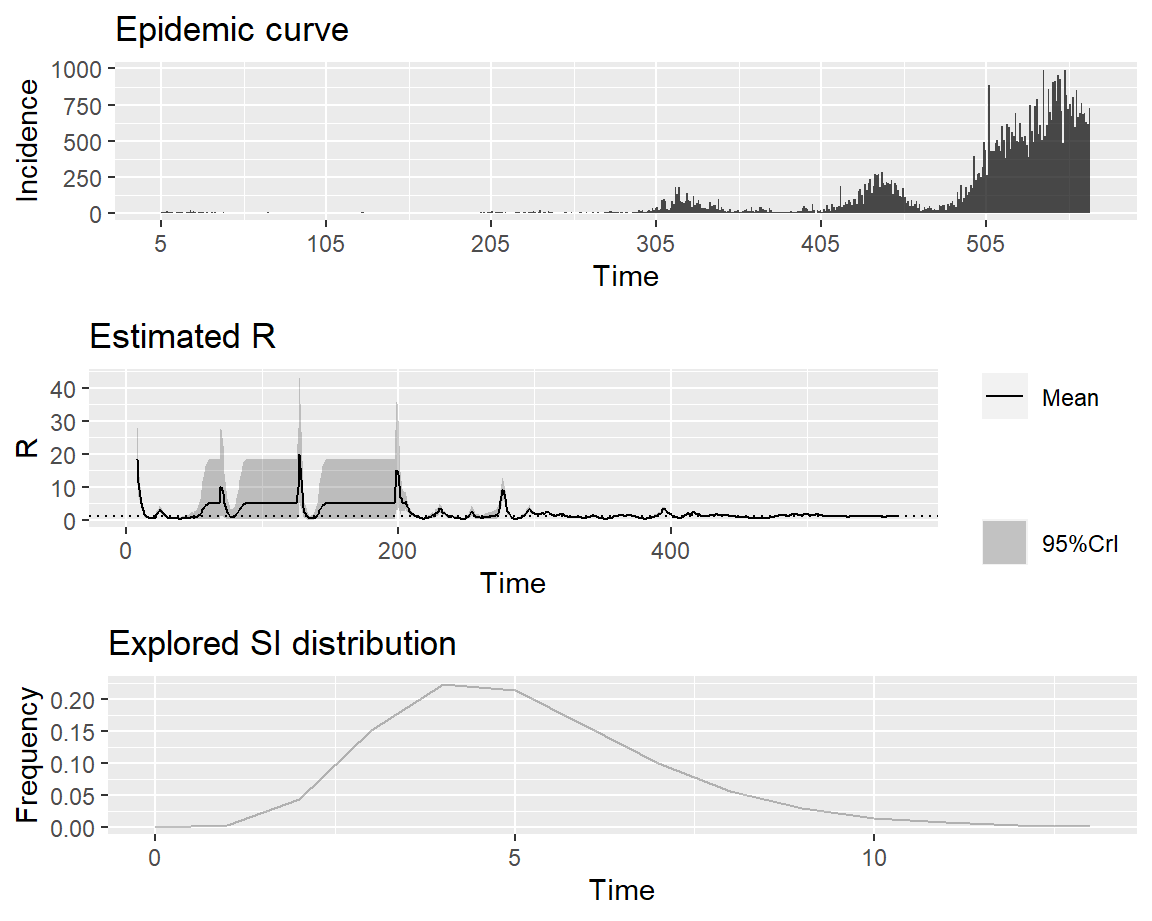 Epidemic curve
1000
750
500
250
0
Incidence
5 105 205 305 405 505
Time
Estimated R
40
30
20
10
0
R
0 200 400
Time
Mean
95%CrI
Explored SI distribution
0.20
0.15
0.10
0.05
0.00
Frequency
0 5 10
Time